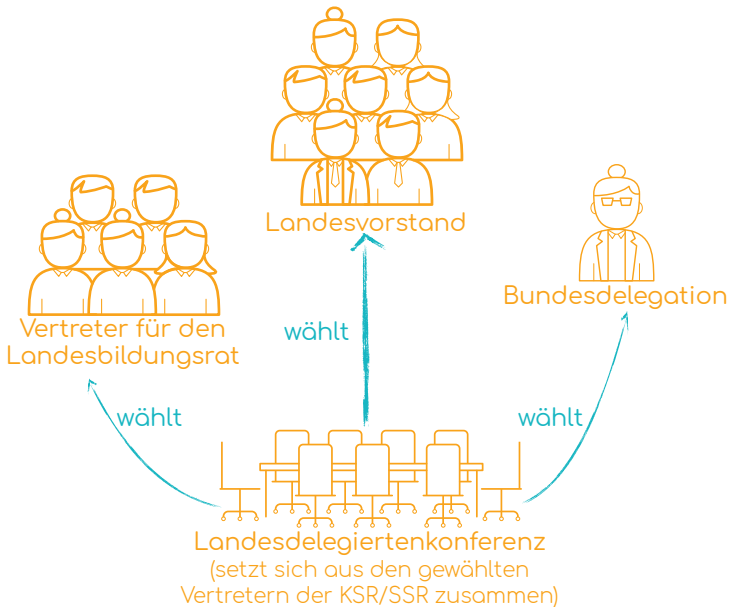 Landesvorstand
Bundesdelegation
Vertreter für den
Landesbildungsrat
wählt
wählt
wählt
Landesdelegiertenkonferenz
(setzt sich aus den gewählten
Vertretern der KSR/SSR zusammen)